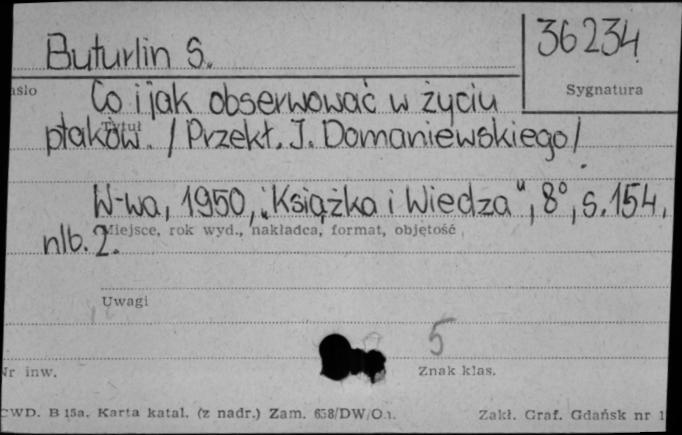 Buturlin S.
36234
Sygnatura
asło
Co i jak obserwować w życiu
Tytuł
ptaków. / Przekł. J. Domaniewskiego /
W-wa, 1950, "Książka i Wiedza", 8°, s. 154,
Miejsce, rok wyd., nakładca, format, objętość
nlb. 2.
Uwagi
5
Nr inw.
Znak klas.
CWD. B 15a. Karta katal. (z nadr.) Zam. 658/DW/O.1.
Zakł. Graf. Gdańsk nr 1